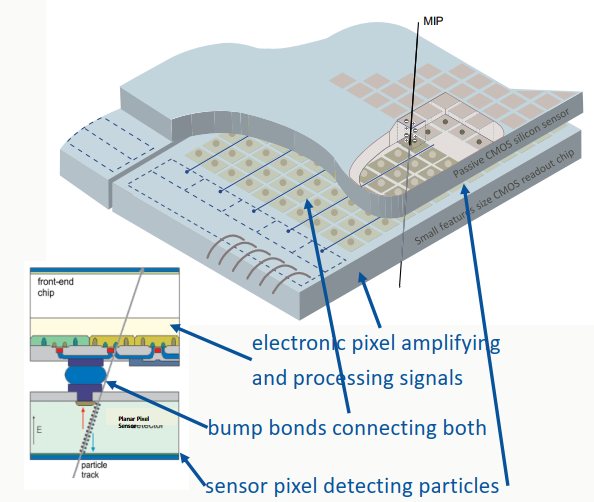 MIP
Passive CMOS silicon sensor
Small features size CMOS readout chip
front-end
chip
electronic pixel amplifying
and processing signals
Planar Pixel
Sensor
E
bump bonds connecting both
particle
track
sensor pixel detecting particles